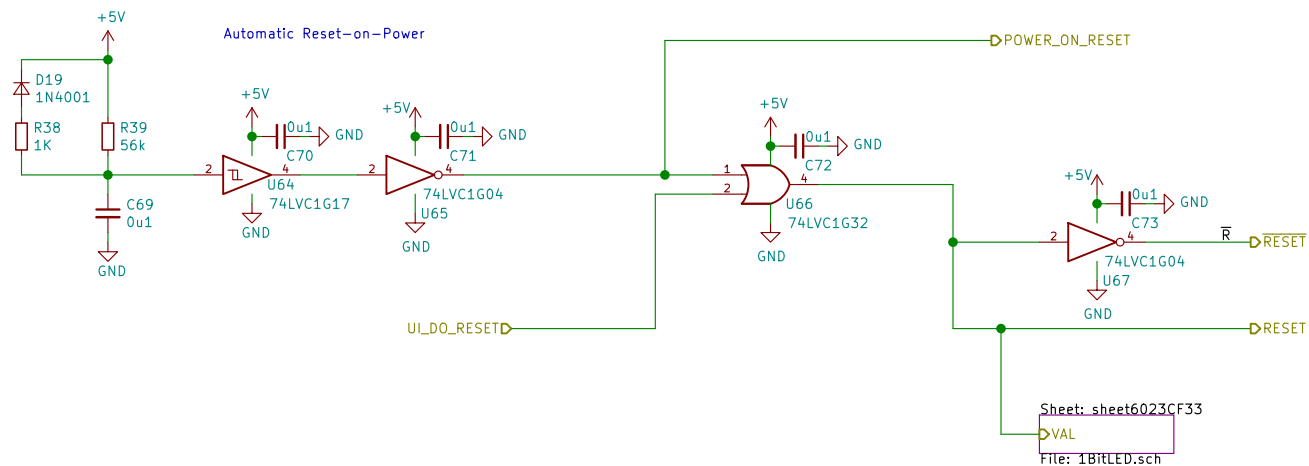 +5V
Automatic Reset-on-Power
POWER_ON_RESET
D19
1N4001
R38
1K
R39
56k
C69
0u1
GND
+5V
0u1
GND
C70
2
4
U64
74LVC1G17
GND
+5V
0u1
GND
C71
2
4
74LVC1G04
U65
GND
+5V
0u1
GND
C72
1
2
4
U66
74LVC1G32
GND
UI_DO_RESET
+5V
0u1
GND
C73
2
4
74LVC1G04
U67
GND
R̅
R̅E̅S̅E̅T̅
RESET
Sheet: sheet6023CF33
VAL
File: 1BitLED.sch